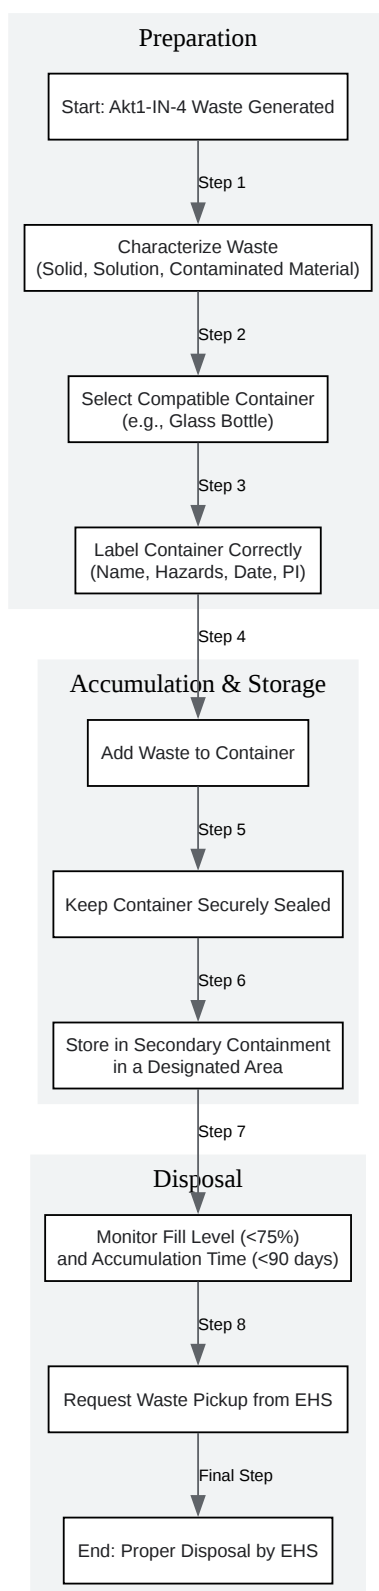 Preparation
Start: Akt1-IN-4 Waste Generated
Step 1
Characterize Waste
(Solid, Solution, Contaminated Material)
Step 2
Select Compatible Container
(e.g., Glass Bottle)
Step 3
Label Container Correctly
(Name, Hazards, Date, PI)
Step 4
Accumulation & Storage
Add Waste to Container
Step 5
Keep Container Securely Sealed
Step 6
Store in Secondary Containment
in a Designated Area
Step 7
Disposal
Monitor Fill Level (<75%)
and Accumulation Time (<90 days)
Step 8
Request Waste Pickup from EHS
Final Step
End: Proper Disposal by EHS